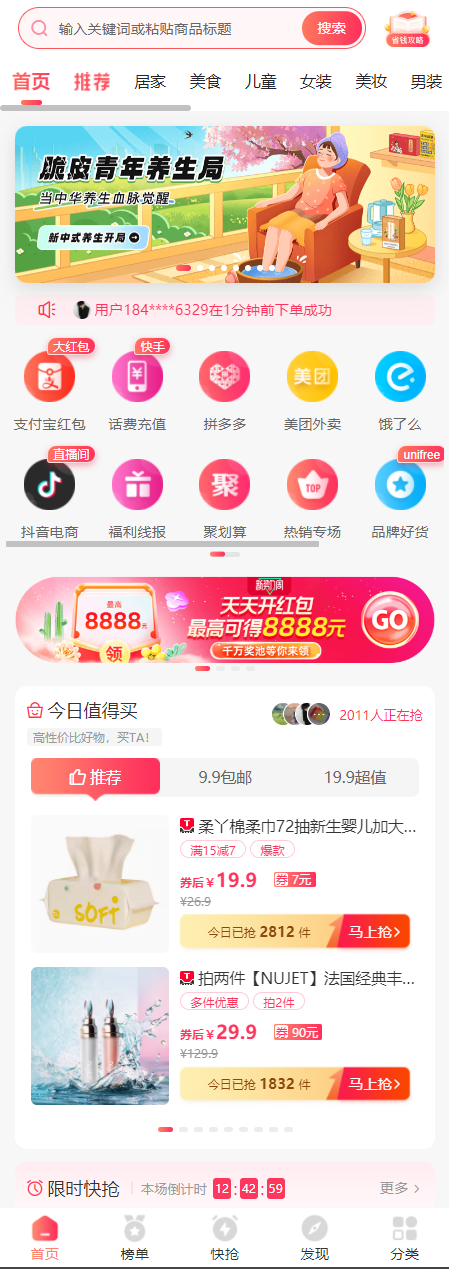 输入关键词或粘贴商品标题
搜索
省钱攻略
首页 推荐 居家 美食 儿童 女装 美妆 男装
脆皮青年养生局
当中华养生血脉觉醒
新中式养生开局
用户184****6329在1分钟前下单成功
大红包 快手
支付宝红包 话费充值 拼多多 美团外卖 饿了么
美团
直播间 unifree
聚 TOP
抖音电商 福利线报 聚划算 热销专场 品牌好货
最高
8888元
领
天天开红包
最高可得8888元
千万奖池等你来领
GO
今日值得买
2011人正在抢
高性价比好物，买TA！
推荐 9.9包邮 19.9超值
柔丫棉柔巾72抽新生婴儿加大...
满15减7 爆款
券后￥19.9 券 7元
¥26.9
今日已抢 2812 件 马上抢
SOFT
拍两件【NUJET】法国经典丰...
多件优惠 拍2件
券后￥29.9 券 90元
¥129.9
今日已抢 1832 件 马上抢
限时快抢 本场倒计时 12:42:59 更多
首页 榜单 快抢 发现 分类